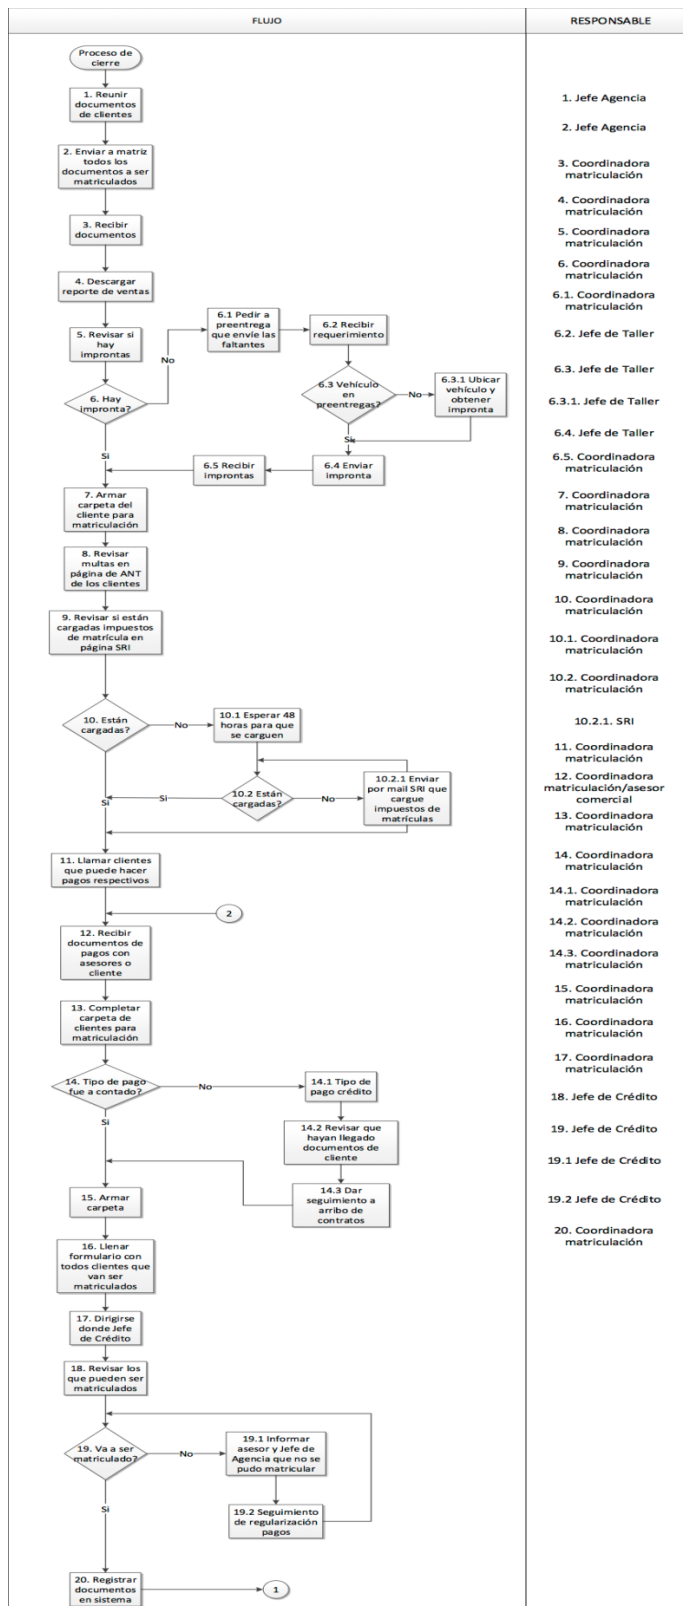 FLUJO
RESPONSABLE
Proceso de
cierre
1. Reunir
documentos
de clientes
2. Enviar a matriz
todos los
documentos a ser
matriculados
3. Recibir
documentos
4. Descargar
reporte de ventas
5. Revisar si
hay
improntas
6. Hay
impronta?
No
Si
6.1 Pedir a
preentrega
que envíe las
faltantes
6.2 Recibir
requerimiento
6.3 Vehículo
en
preentregas?
No
Si
6.3.1 Ubicar
vehículo y
obtener
impronta
6.4 Enviar
impronta
6.5 Recibir
improntas
7. Armar
carpeta del
cliente para
matriculación
8. Revisar
multas en
página de ANT
de los clientes
9. Revisar si están
cargadas impuestos
de matrícula en
página SRI
10. Están
cargadas?
No
Si
10.1 Esperar 48
horas para que
se carguen
10.2 Están
cargadas?
Si
No
10.2.1 Enviar
por mail SRI que
cargue
impuestos de
matrículas
11. Llamar clientes
que puede hacer
pagos respectivos
2
12. Recibir
documentos de
pagos con
asesores o
cliente
13. Completar
carpeta de
clientes para
matriculación
14. Tipo de pago
fue a contado?
No
Si
14.1 Tipo de
pago crédito
14.2 Revisar que
hayan llegado
documentos de
cliente
14.3 Dar
seguimiento a
arribo de
contratos
15. Armar
carpeta
16. Llenar
formulario con
todos clientes que
van ser
matriculados
17. Dirigirse
donde Jefe
de Crédito
18. Revisar los
que pueden ser
matriculados
19. Va a ser
matriculado?
No
Si
19.1 Informar
asesor y Jefe de
Agencia que no se
pudo matricular
19.2 Seguimiento
de regularización
pagos
20. Registrar
documentos
en sistema
1
1. Jefe Agencia
2. Jefe Agencia
3. Coordinadora
matriculación
4. Coordinadora
matriculación
5. Coordinadora
matriculación
6. Coordinadora
matriculación
6.1. Coordinadora
matriculación
6.2. Jefe de Taller
6.3. Jefe de Taller
6.3.1. Jefe de Taller
6.4. Jefe de Taller
6.5. Coordinadora
matriculación
7. Coordinadora
matriculación
8. Coordinadora
matriculación
9. Coordinadora
matriculación
10. Coordinadora
matriculación
10.1. Coordinadora
matriculación
10.2. Coordinadora
matriculación
10.2.1. SRI
11. Coordinadora
matriculación
12. Coordinadora
matriculación/asesor
comercial
13. Coordinadora
matriculación
14. Coordinadora
matriculación
14.1. Coordinadora
matriculación
14.2. Coordinadora
matriculación
14.3. Coordinadora
matriculación
15. Coordinadora
matriculación
16. Coordinadora
matriculación
17. Coordinadora
matriculación
18. Jefe de Crédito
19. Jefe de Crédito
19.1 Jefe de Crédito
19.2 Jefe de Crédito
20. Coordinadora
matriculación